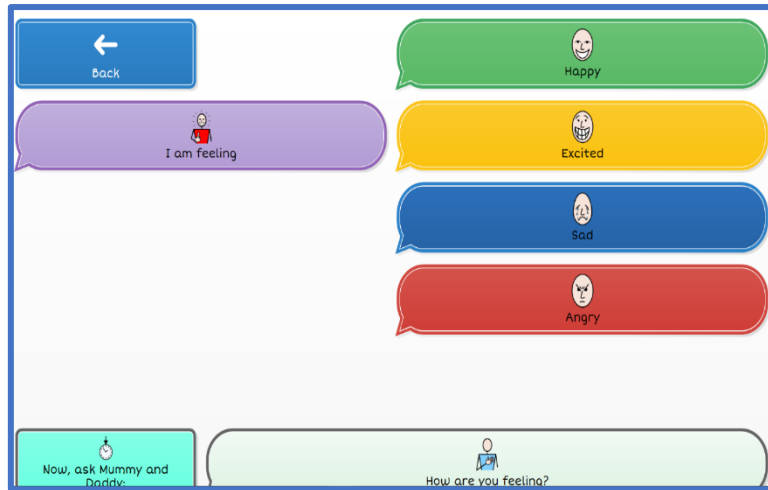 Back
Happy
I am feeling
Excited
Sad
Angry
Now, ask Mummy and
Daddy:
How are you feeling?